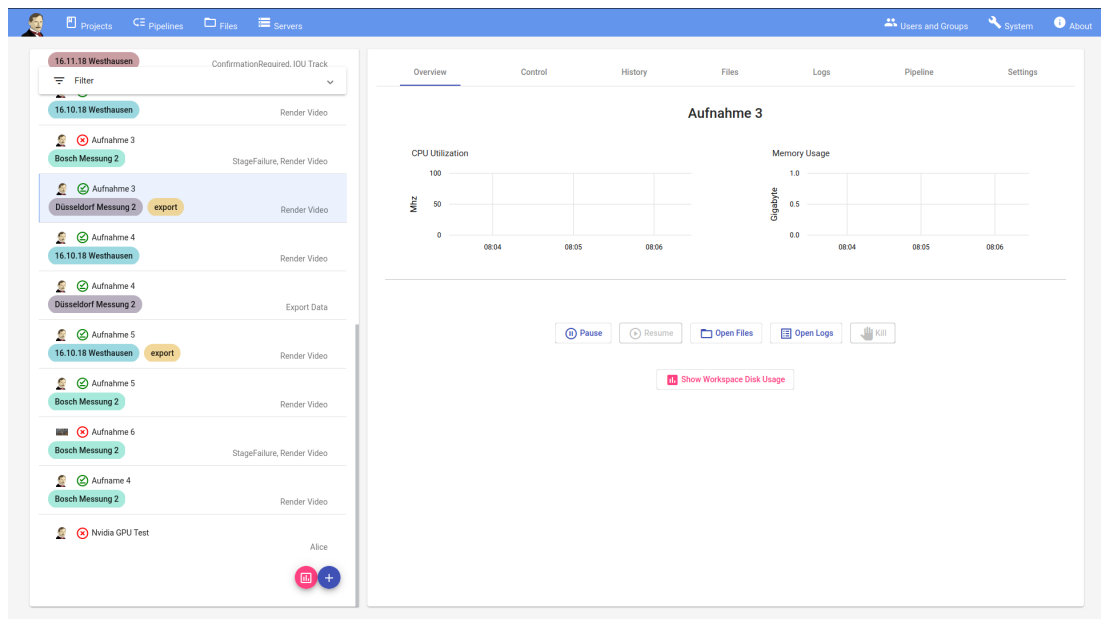 Projects Pipelines Files Servers Users and Groups System About
16.11.18 Westhausen
ConfirmationRequired, IOU Track
Filter
16.10.18 Westhausen
Render Video
Aufnahme 3
Bosch Messung 2
StageFailure, Render Video
Aufnahme 3
Düsseldorf Messung 2 export
Render Video
Aufnahme 4
16.10.18 Westhausen
Render Video
Aufnahme 4
Düsseldorf Messung 2
Export Data
Aufnahme 5
16.10.18 Westhausen export
Render Video
Aufnahme 5
Bosch Messung 2
Render Video
Aufnahme 6
Bosch Messung 2
StageFailure, Render Video
Aufname 4
Bosch Messung 2
Render Video
Nvidia GPU Test
Alice
Overview Control History Files Logs Pipeline Settings
Aufnahme 3
CPU Utilization
100
Mhz
50
0
08:04 08:05 08:06
Memory Usage
1.0
Gigabyte
0.5
0.0
08:04 08:05 08:06
Pause Resume Open Files Open Logs Kill
Show Workspace Disk Usage